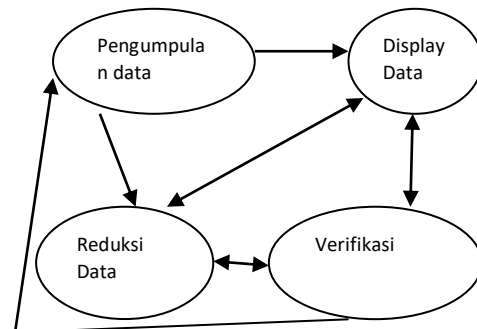 Pengumpula
n data
Display
Data
Reduksi
Data
Verifikasi